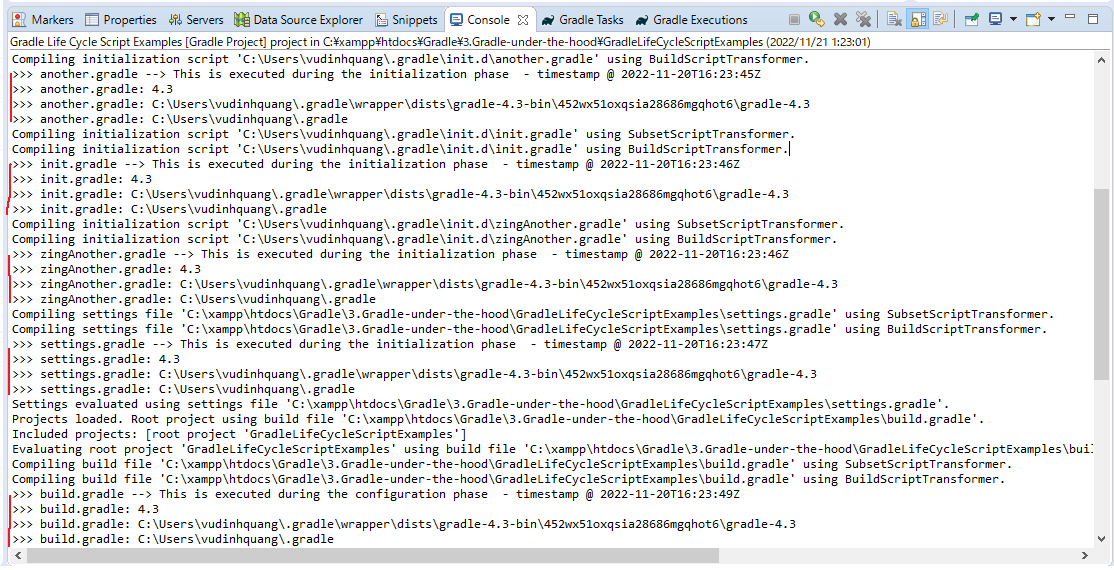 Markers Properties Servers Data Source Explorer Snippets Console Gradle Tasks Gradle Executions
Gradle Life Cycle Script Examples [Gradle Project] project in C:¥xampp¥htdocs¥Gradle¥3.Gradle-under-the-hood¥GradleLifeCycleScriptExamples (2022/11/21 1:23:01)
Compiling initialization script 'C:\Users\vudinhquang\.gradle\init.d\another.gradle' using BuildScriptTransformer.
>>> another.gradle --> This is executed during the initialization phase  - timestamp @ 2022-11-20T16:23:45Z
>>> another.gradle: 4.3
>>> another.gradle: C:\Users\vudinhquang\.gradle\wrapper\dists\gradle-4.3-bin\452wx51oxqsia28686mgqhot6\gradle-4.3
>>> another.gradle: C:\Users\vudinhquang\.gradle
Compiling initialization script 'C:\Users\vudinhquang\.gradle\init.d\init.gradle' using SubsetScriptTransformer.
Compiling initialization script 'C:\Users\vudinhquang\.gradle\init.d\init.gradle' using BuildScriptTransformer.
>>> init.gradle --> This is executed during the initialization phase  - timestamp @ 2022-11-20T16:23:46Z
>>> init.gradle: 4.3
>>> init.gradle: C:\Users\vudinhquang\.gradle\wrapper\dists\gradle-4.3-bin\452wx51oxqsia28686mgqhot6\gradle-4.3
>>> init.gradle: C:\Users\vudinhquang\.gradle
Compiling initialization script 'C:\Users\vudinhquang\.gradle\init.d\zingAnother.gradle' using SubsetScriptTransformer.
Compiling initialization script 'C:\Users\vudinhquang\.gradle\init.d\zingAnother.gradle' using BuildScriptTransformer.
>>> zingAnother.gradle --> This is executed during the initialization phase  - timestamp @ 2022-11-20T16:23:46Z
>>> zingAnother.gradle: 4.3
>>> zingAnother.gradle: C:\Users\vudinhquang\.gradle\wrapper\dists\gradle-4.3-bin\452wx51oxqsia28686mgqhot6\gradle-4.3
>>> zingAnother.gradle: C:\Users\vudinhquang\.gradle
Compiling settings file 'C:\xampp\htdocs\Gradle\3.Gradle-under-the-hood\GradleLifeCycleScriptExamples\settings.gradle' using SubsetScriptTransformer.
Compiling settings file 'C:\xampp\htdocs\Gradle\3.Gradle-under-the-hood\GradleLifeCycleScriptExamples\settings.gradle' using BuildScriptTransformer.
>>> settings.gradle --> This is executed during the initialization phase  - timestamp @ 2022-11-20T16:23:47Z
>>> settings.gradle: 4.3
>>> settings.gradle: C:\Users\vudinhquang\.gradle\wrapper\dists\gradle-4.3-bin\452wx51oxqsia28686mgqhot6\gradle-4.3
>>> settings.gradle: C:\Users\vudinhquang\.gradle
Settings evaluated using settings file 'C:\xampp\htdocs\Gradle\3.Gradle-under-the-hood\GradleLifeCycleScriptExamples\settings.gradle'.
Projects loaded. Root project using build file 'C:\xampp\htdocs\Gradle\3.Gradle-under-the-hood\GradleLifeCycleScriptExamples\build.gradle'.
Included projects: [root project 'GradleLifeCycleScriptExamples']
Evaluating root project 'GradleLifeCycleScriptExamples' using build file 'C:\xampp\htdocs\Gradle\3.Gradle-under-the-hood\GradleLifeCycleScriptExamples\buil
Compiling build file 'C:\xampp\htdocs\Gradle\3.Gradle-under-the-hood\GradleLifeCycleScriptExamples\build.gradle' using SubsetScriptTransformer.
Compiling build file 'C:\xampp\htdocs\Gradle\3.Gradle-under-the-hood\GradleLifeCycleScriptExamples\build.gradle' using BuildScriptTransformer.
>>> build.gradle --> This is executed during the configuration phase  - timestamp @ 2022-11-20T16:23:49Z
>>> build.gradle: 4.3
>>> build.gradle: C:\Users\vudinhquang\.gradle\wrapper\dists\gradle-4.3-bin\452wx51oxqsia28686mgqhot6\gradle-4.3
>>> build.gradle: C:\Users\vudinhquang\.gradle